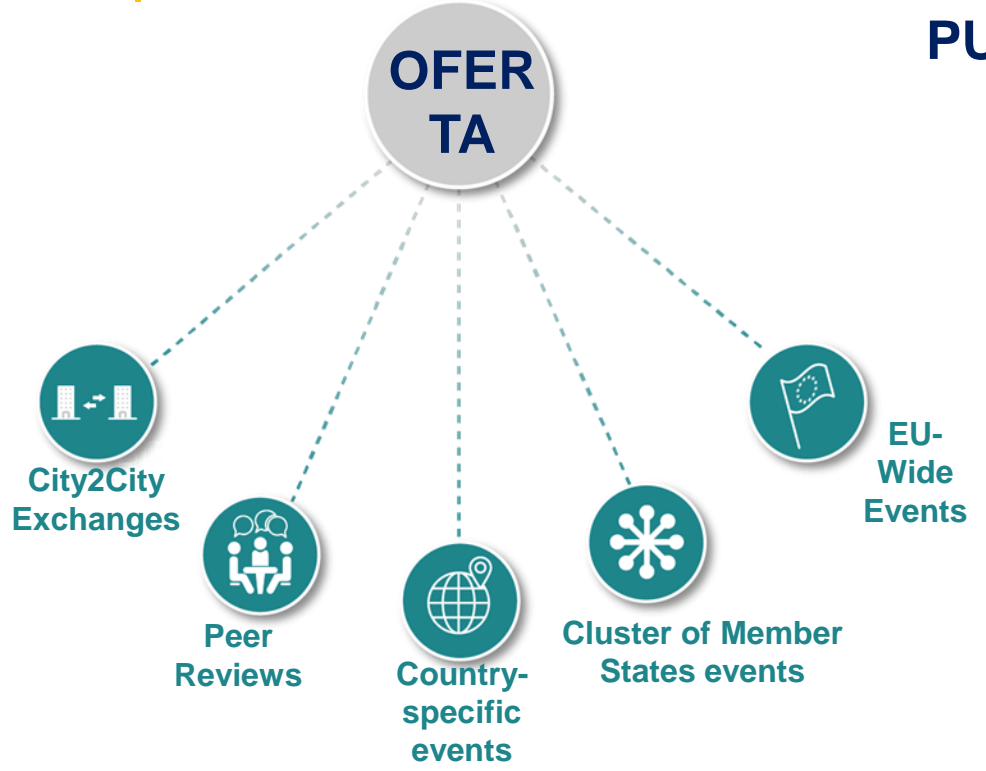 OFER
TA
PU
City2City
Exchanges
Peer
Reviews
Country-
specific
events
Cluster of Member
States events
EU-
Wide
Events